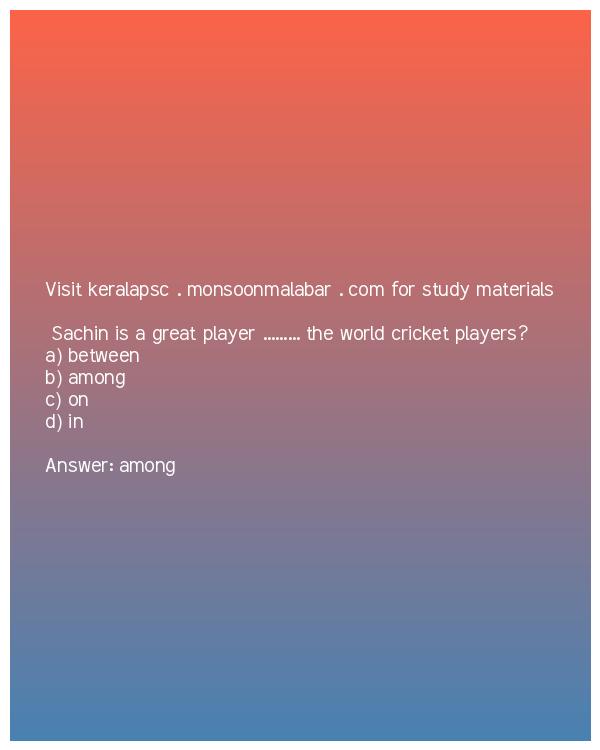 Visit keralapsc . monsoonmalabar . com for study materials
Sachin is a great player ......... the world cricket players?
a) between
b) among
c) on
d) in
Answer: among